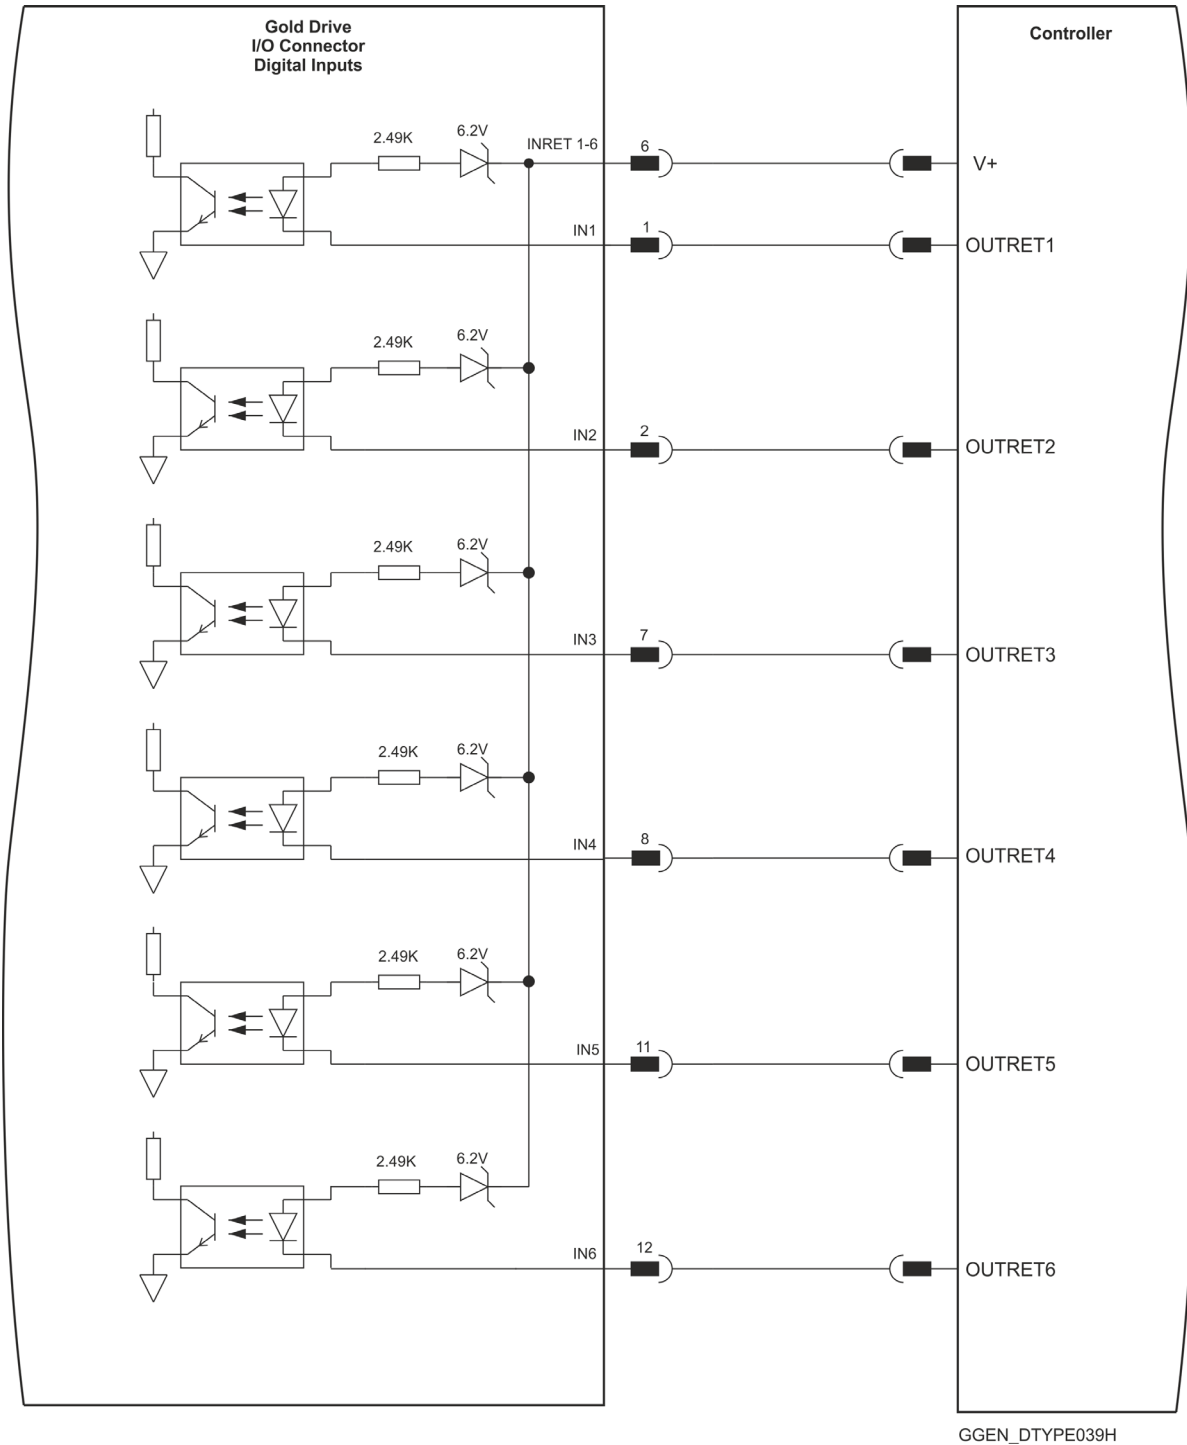 Gold Drive
I/O Connector
Digital Inputs
Controller
2.49K
6.2V
INRET 1-6
6
V+
IN1
1
OUTRET1
2.49K
6.2V
IN2
2
OUTRET2
2.49K
6.2V
IN3
7
OUTRET3
2.49K
6.2V
IN4
8
OUTRET4
2.49K
6.2V
IN5
11
OUTRET5
2.49K
6.2V
IN6
12
OUTRET6
GGEN_DTYPE039H